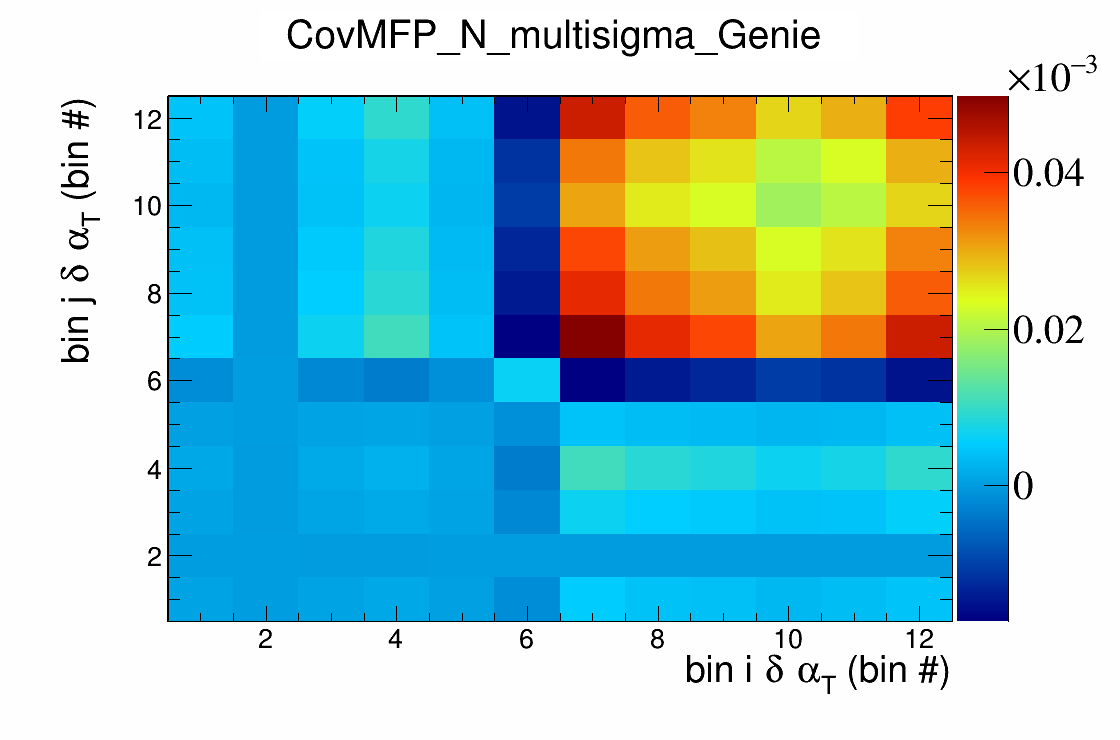 CovMFP_N_multisigma_Genie
×10⁻³
bin j δ α_T (bin #)
12
10
8
6
4
2
0.04
0.02
0
2 4 6 8 10 12
bin i δ α_T (bin #)